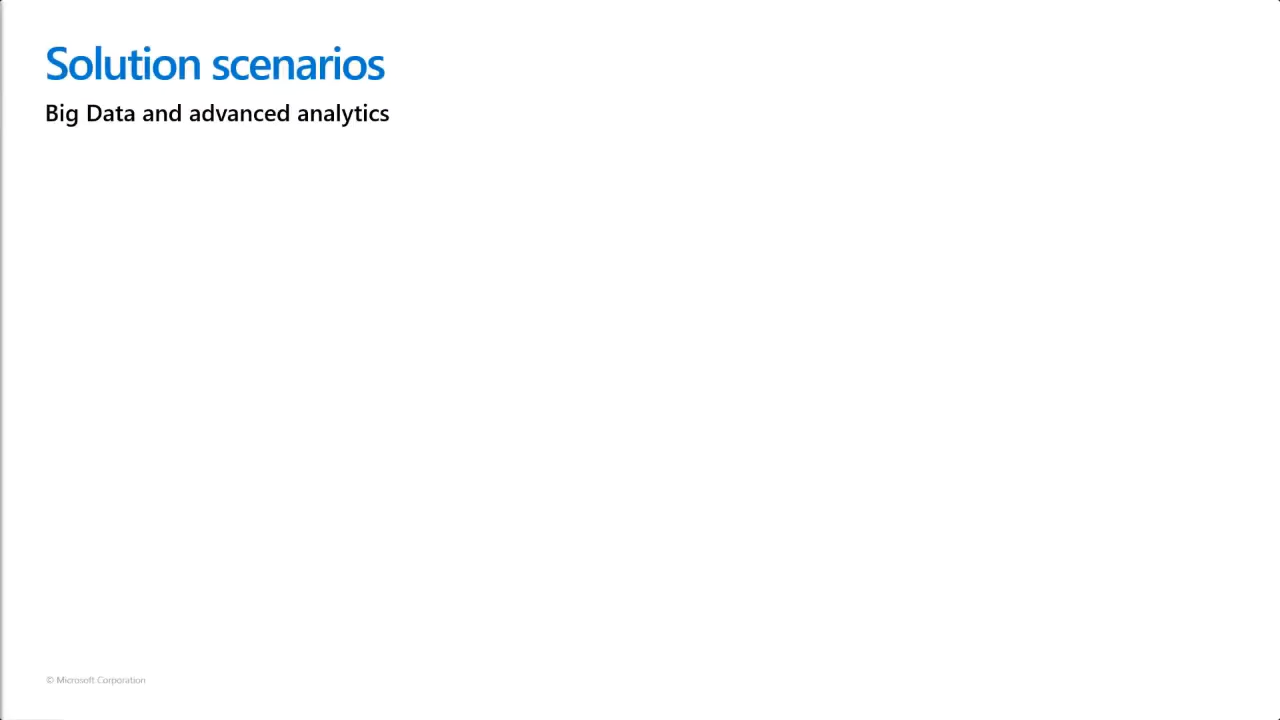 Solution scenarios
Big Data and advanced analytics
© Microsoft Corporation